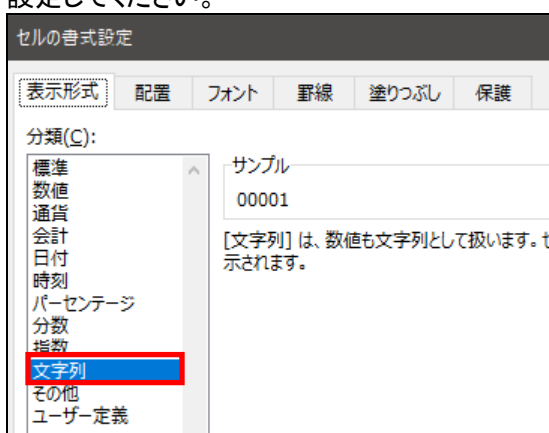 設定してください。
セルの書式設定
表示形式 配置 フォント 罫線 塗りつぶし 保護
分類(C):
標準
数値
通貨
会計
日付
時刻
パーセンテージ
分数
指数
文字列
その他
ユーザー定義
サンプル
00001
[文字列] は、数値も文字列として扱います。セ
示されます。